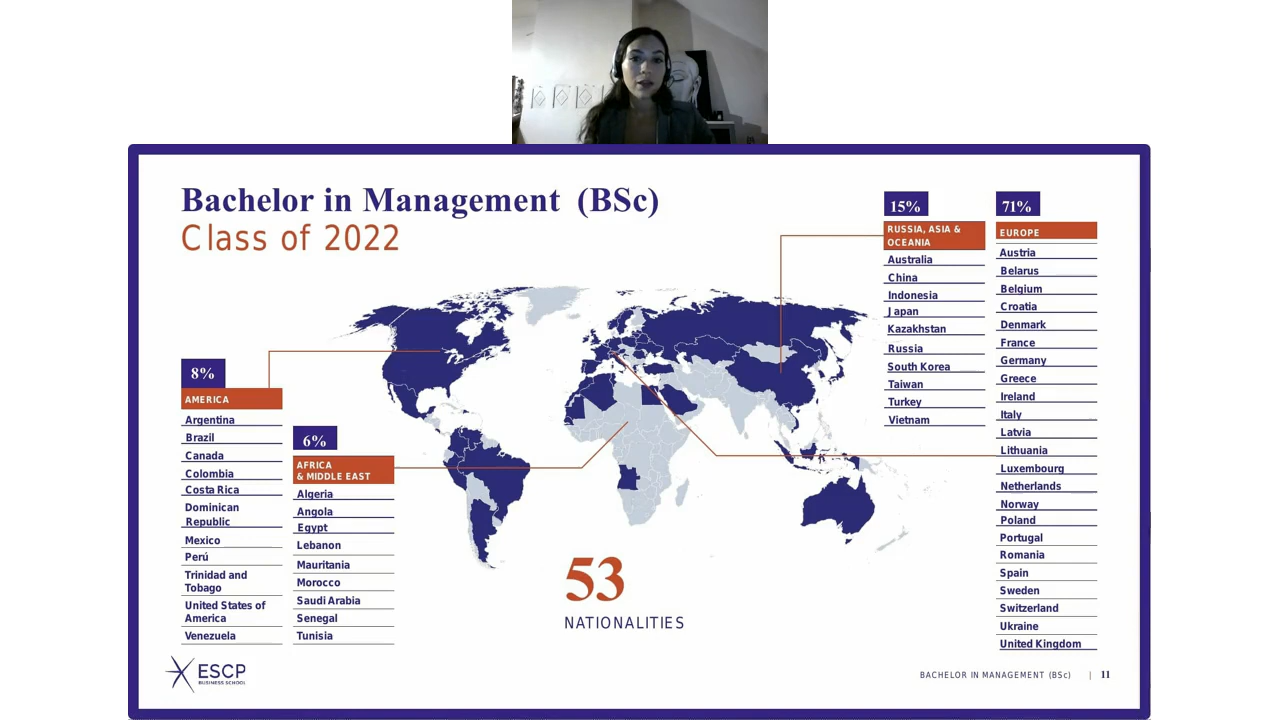 Bachelor in Management (BSc)
Class of 2022
8%
AMERICA
Argentina
Brazil
Canada
Colombia
Costa Rica
Dominican
Republic
Mexico
Perú
Trinidad and
Tobago
United States of
America
Venezuela
6%
AFRICA
& MIDDLE EAST
Algeria
Angola
Egypt
Lebanon
Mauritania
Morocco
Saudi Arabia
Senegal
Tunisia
53
NATIONALITIES
15%
RUSSIA, ASIA &
OCEANIA
Australia
China
Indonesia
Japan
Kazakhstan
Russia
South Korea
Taiwan
Turkey
Vietnam
71%
EUROPE
Austria
Belarus
Belgium
Croatia
Denmark
France
Germany
Greece
Ireland
Italy
Latvia
Lithuania
Luxembourg
Netherlands
Norway
Poland
Portugal
Romania
Spain
Sweden
Switzerland
Ukraine
United Kingdom
ESCP
BUSINESS SCHOOL
BACHELOR IN MANAGEMENT (BSc) | 11